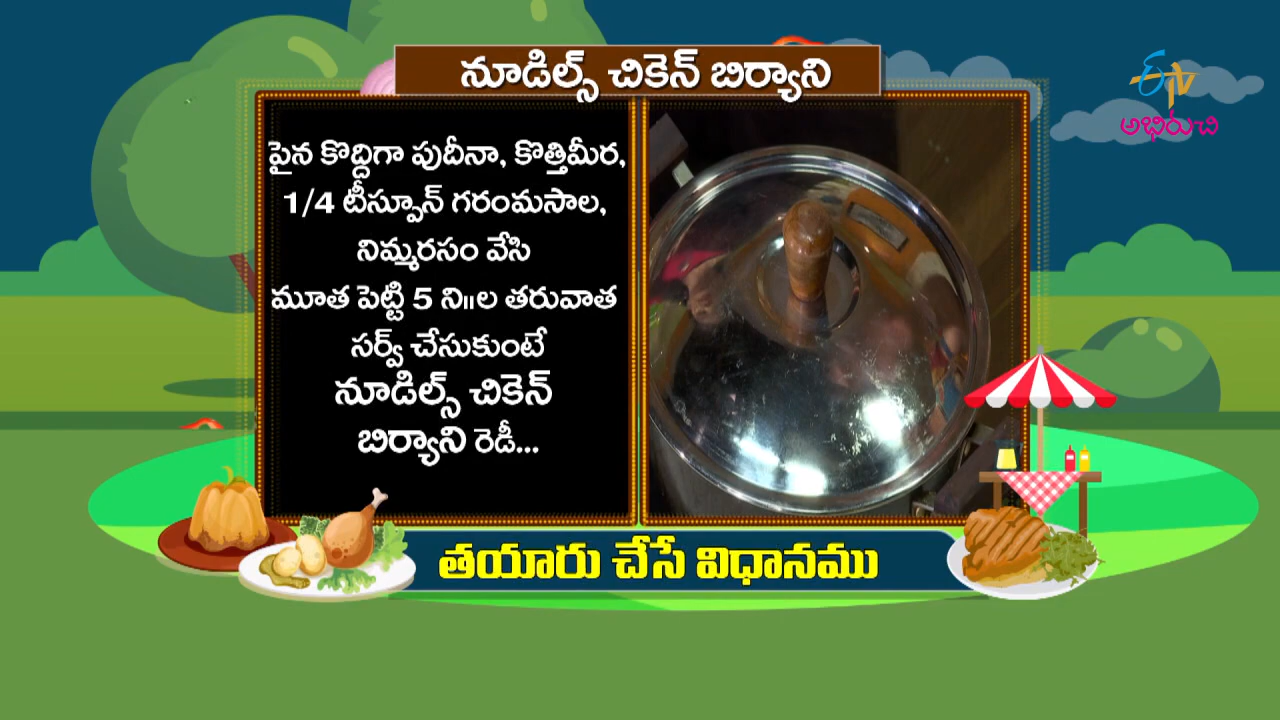 నూడిల్స్ చికెన్ బిర్యాని
ETV
అభిరుచి
పైన కొద్దిగా పుదీనా, కొత్తిమీర,
1/4 టీస్పూన్ గరంమసాల,
నిమ్మరసం వేసి
మూత పెట్టి 5 ని॥ల తరువాత
సర్వ్ చేసుకుంటే
నూడిల్స్ చికెన్
బిర్యాని రెడీ...
తయారు చేసే విధానము